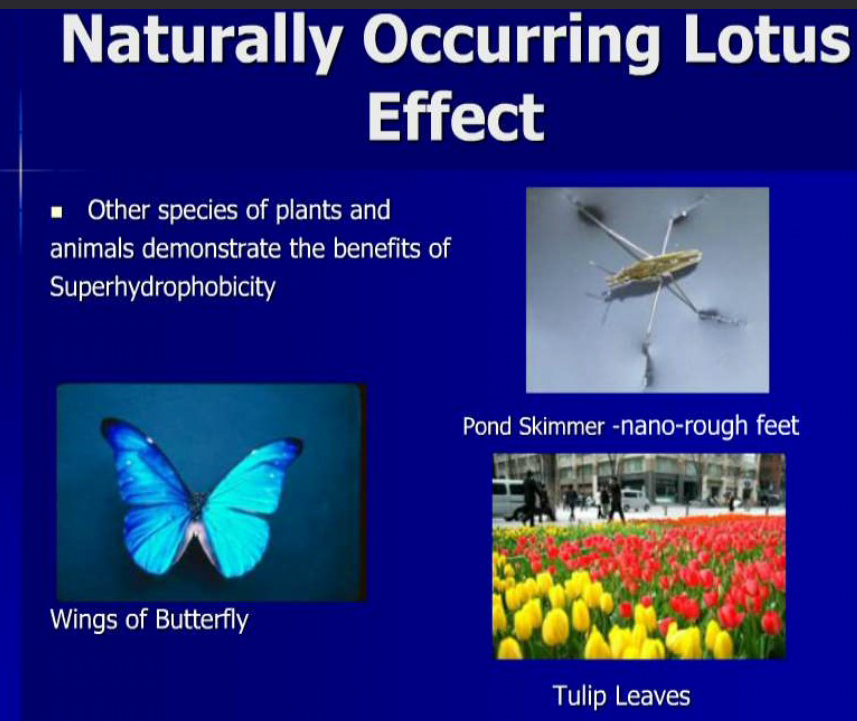 Naturally Occurring Lotus
Effect
Other species of plants and
animals demonstrate the benefits of
Superhydrophobicity
Pond Skimmer -nano-rough feet
Wings of Butterfly
Tulip Leaves